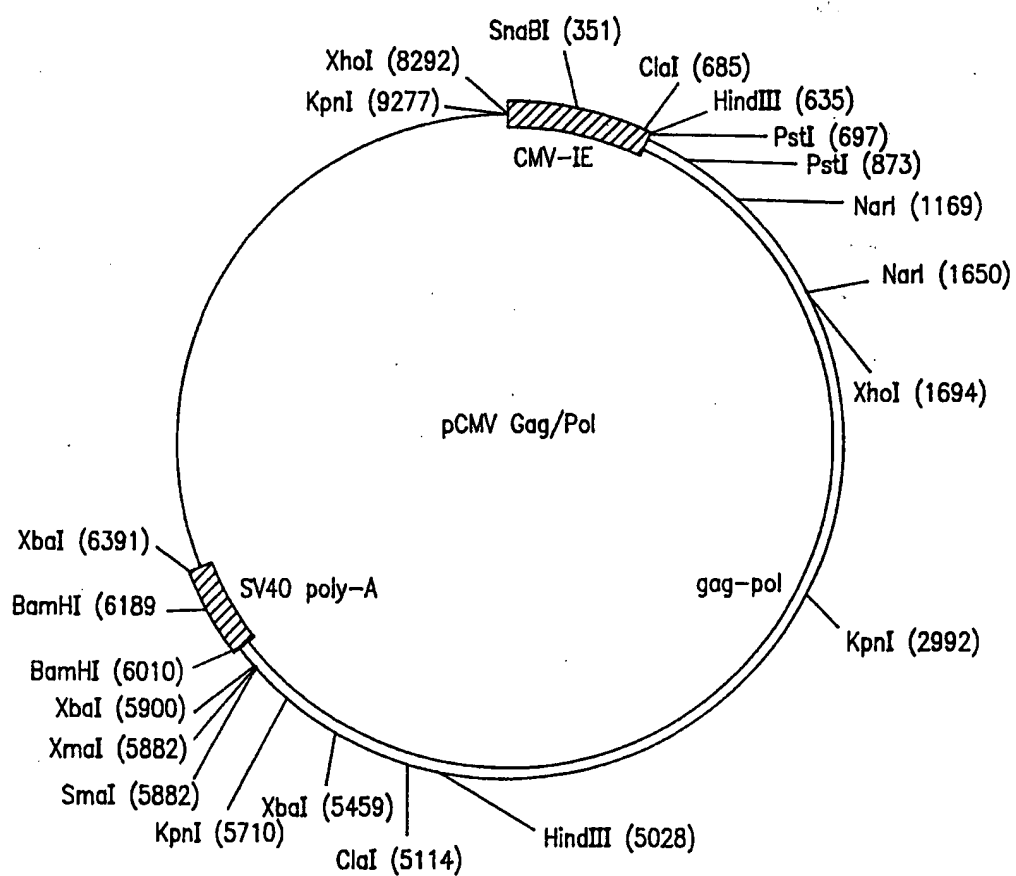 SnaBI (351)
XhoI (8292)
ClaI (685)
KpnI (9277)
HindIII (635)
PstI (697)
CMV-IE
PstI (873)
NarI (1169)
NarI (1650)
XhoI (1694)
pCMV Gag/Pol
XbaI (6391)
SV40 poly-A
gag-pol
BamHI (6189
KpnI (2992)
BamHI (6010)
XbaI (5900)
XmaI (5882)
SmaI (5882)
XbaI (5459)
KpnI (5710)
HindIII (5028)
ClaI (5114)